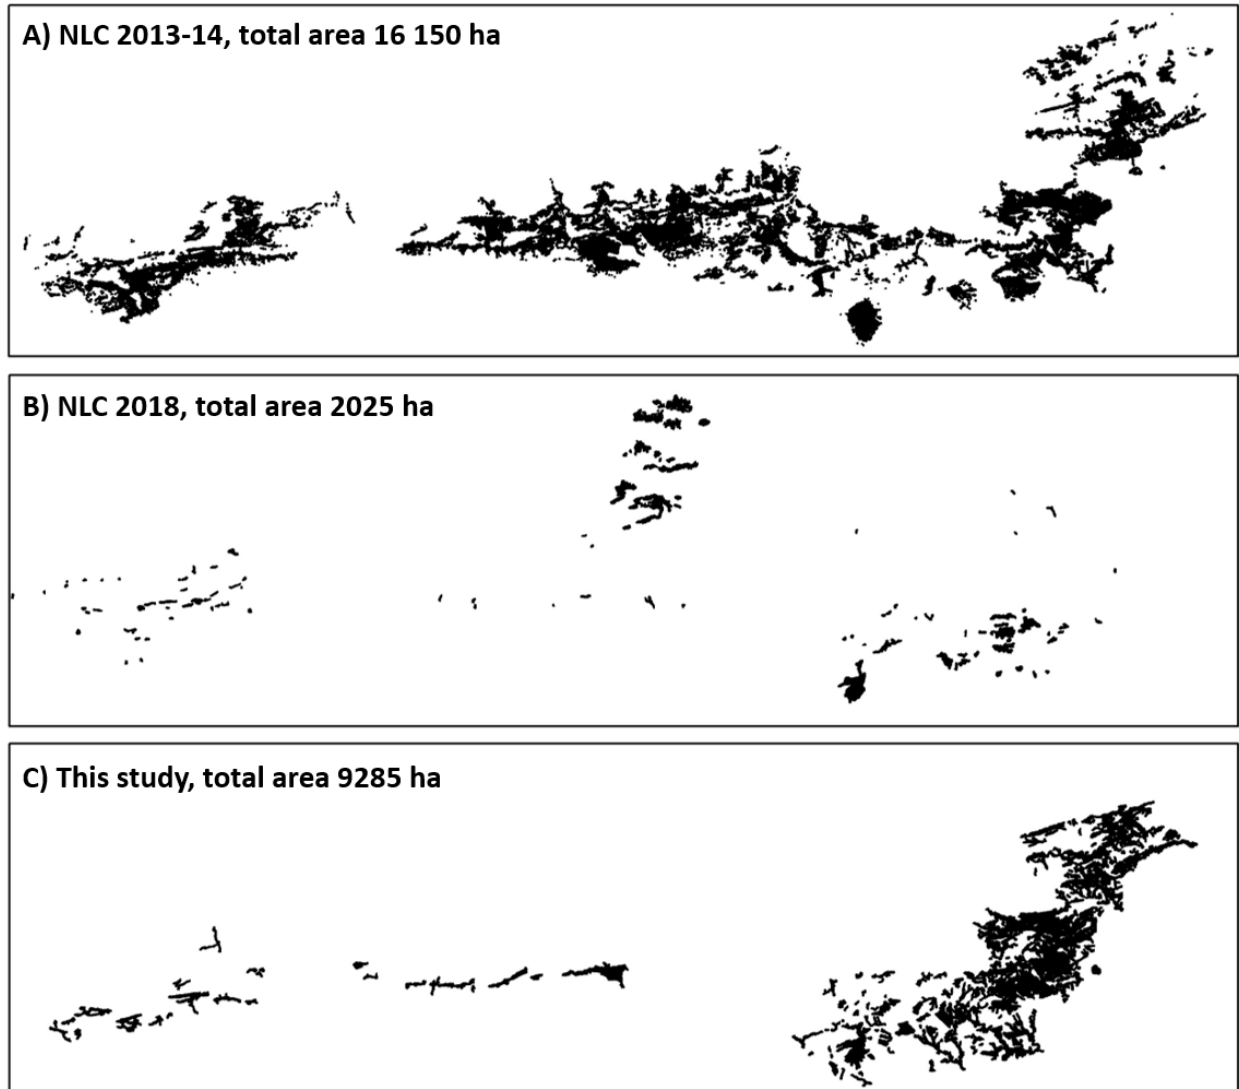 A) NLC 2013-14, total area 16 150 ha
B) NLC 2018, total area 2025 ha
C) This study, total area 9285 ha